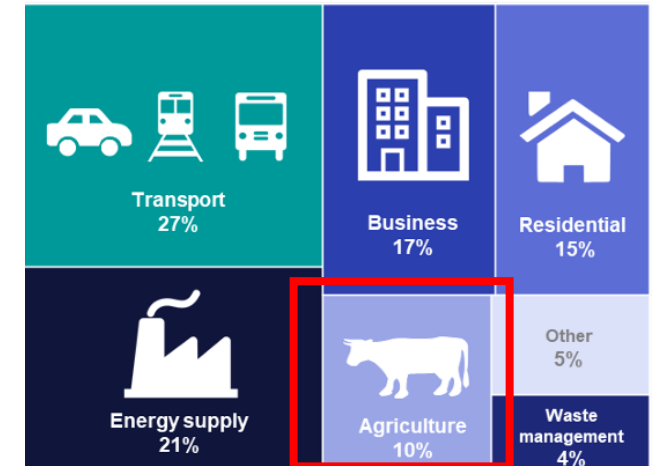 Transport
27%
Business
17%
Residential
15%
Energy supply
21%
Agriculture
10%
Other
5%
Waste
management
4%